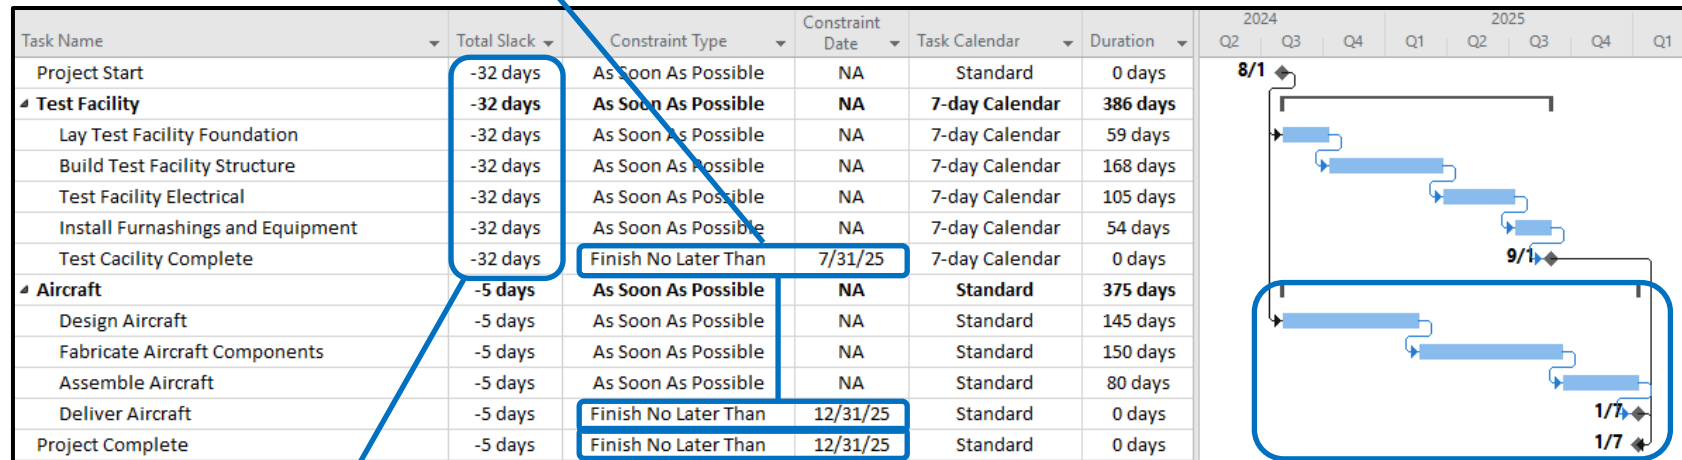 Constraint 2024 2025
Task Name Total Slack Constraint Type Date Task Calendar Duration Q2 Q3 Q4 Q1 Q2 Q3 Q4 Q1
Project Start -32 days As Soon As Possible NA Standard 0 days 8/1
Test Facility -32 days As Soon As Possible NA 7-day Calendar 386 days
Lay Test Facility Foundation -32 days As Soon As Possible NA 7-day Calendar 59 days
Build Test Facility Structure -32 days As Soon As Possible NA 7-day Calendar 168 days
Test Facility Electrical -32 days As Soon As Possible NA 7-day Calendar 105 days
Install Furnashings and Equipment -32 days As Soon As Possible NA 7-day Calendar 54 days
Test Cacility Complete -32 days Finish No Later Than 7/31/25 7-day Calendar 0 days 9/1
Aircraft -5 days As Soon As Possible NA Standard 375 days
Design Aircraft -5 days As Soon As Possible NA Standard 145 days
Fabricate Aircraft Components -5 days As Soon As Possible NA Standard 150 days
Assemble Aircraft -5 days As Soon As Possible NA Standard 80 days
Deliver Aircraft -5 days Finish No Later Than 12/31/25 Standard 0 days 1/7
Project Complete -5 days Finish No Later Than 12/31/25 Standard 0 days 1/7